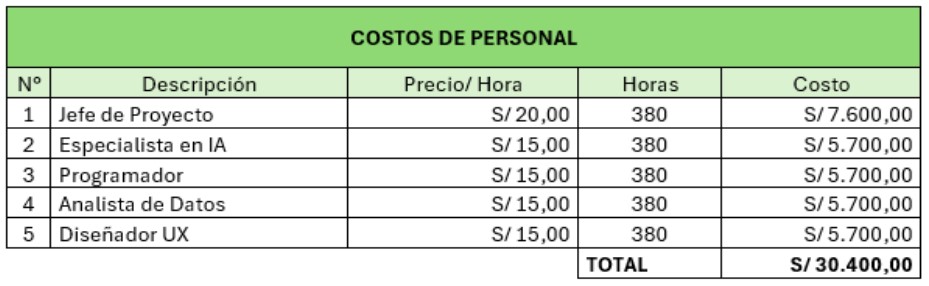 COSTOS DE PERSONAL
N° Descripción Precio/ Hora Horas Costo
1 Jefe de Proyecto S/ 20,00 380 S/ 7.600,00
2 Especialista en IA S/ 15,00 380 S/ 5.700,00
3 Programador S/ 15,00 380 S/ 5.700,00
4 Analista de Datos S/ 15,00 380 S/ 5.700,00
5 Diseñador UX S/ 15,00 380 S/ 5.700,00
TOTAL S/ 30.400,00